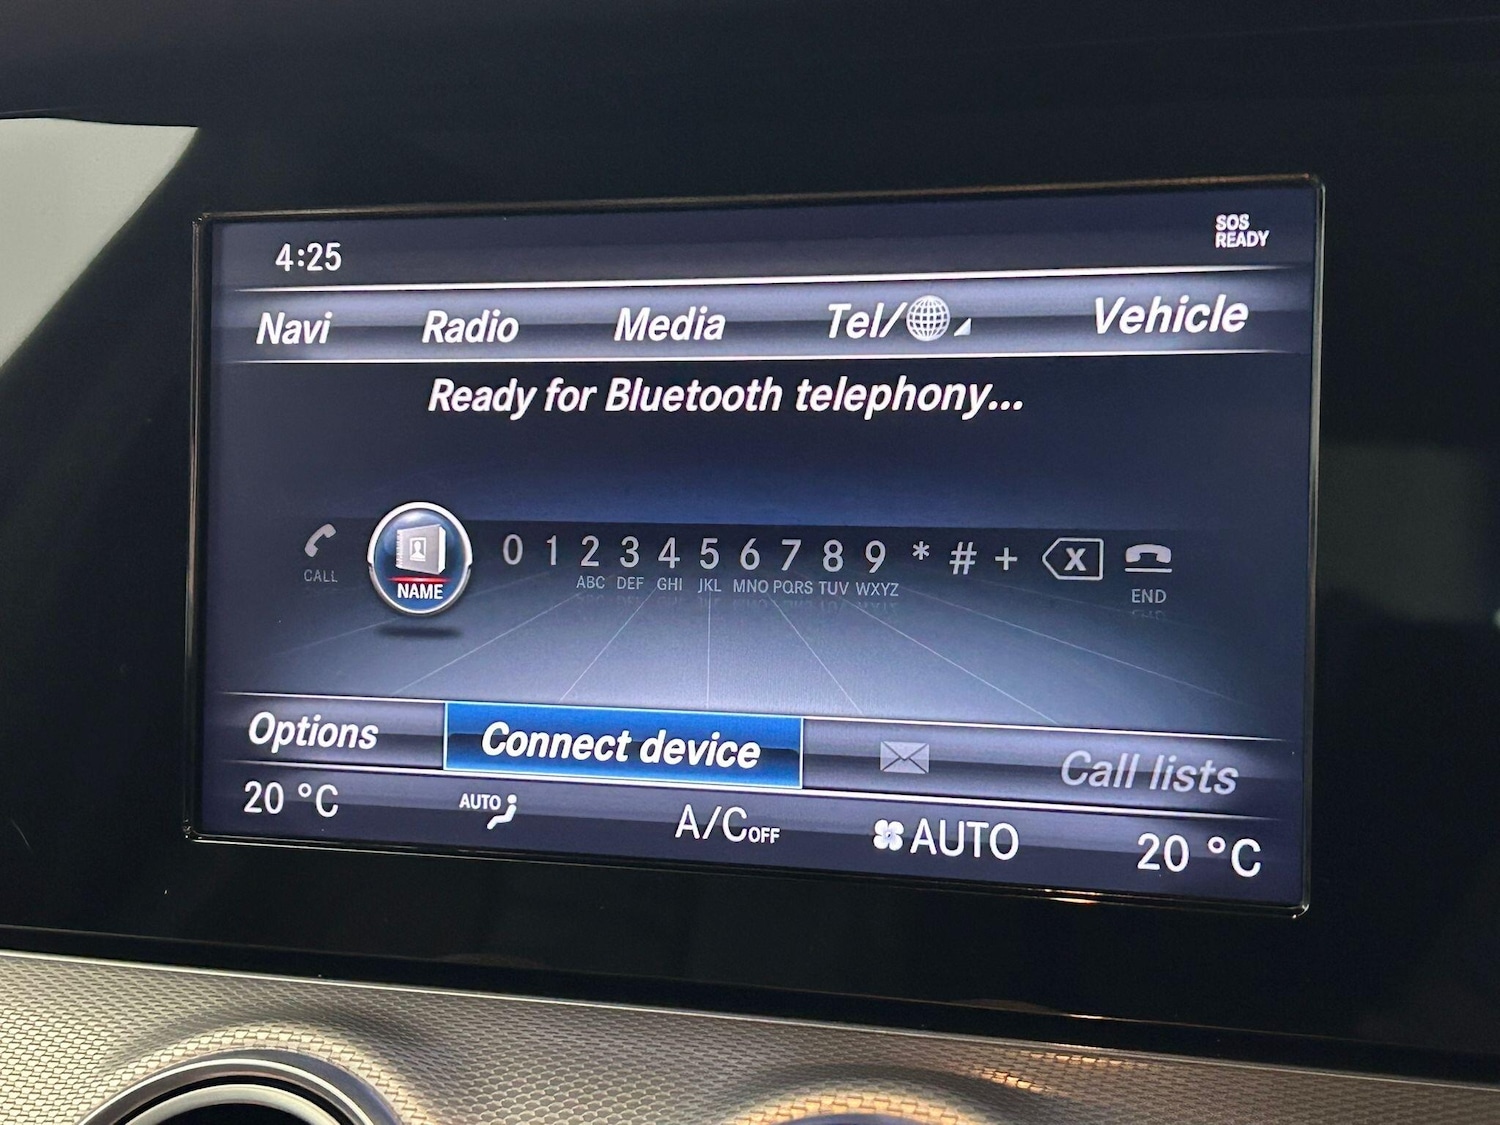 4:25
SOS
READY
Navi Radio Media Tel/ Vehicle
Ready for Bluetooth telephony...
CALL NAME 0 1 2 3 4 5 6 7 8 9 * # + X END
ABC DEF GHI JKL MNO PQRS TUV WXYZ
Options Connect device Call lists
20 °C AUTO A/C OFF AUTO 20 °C